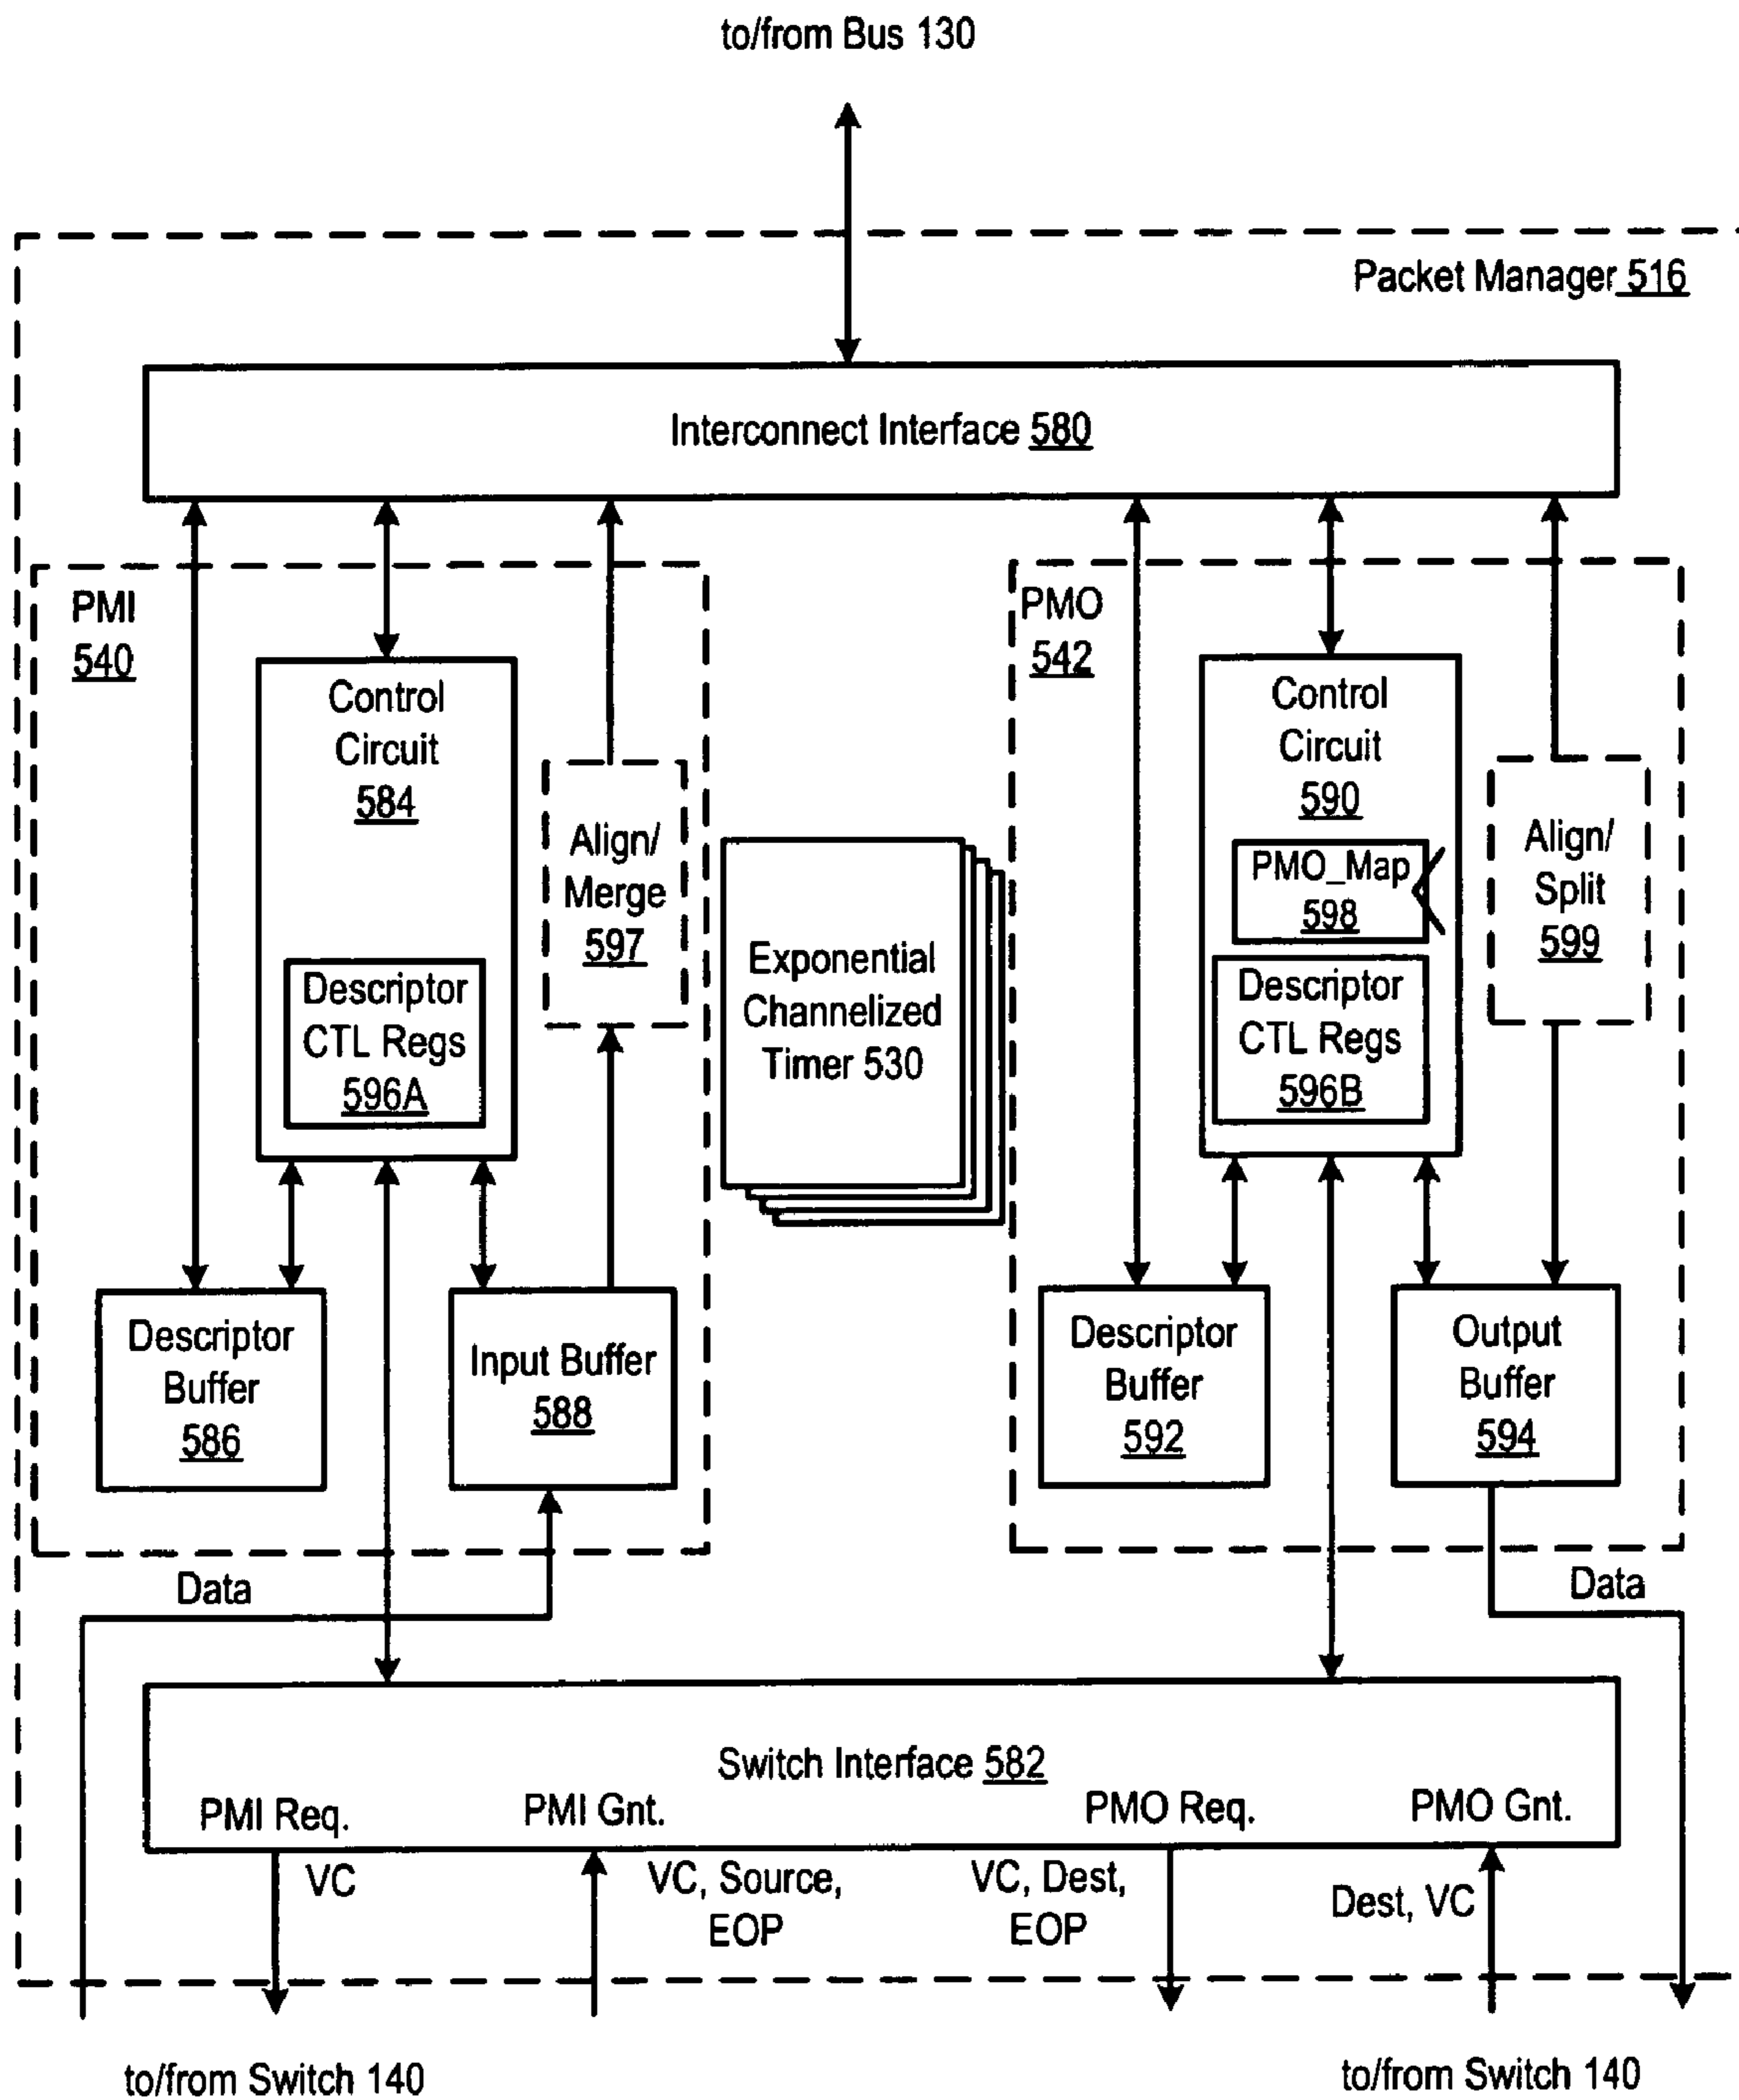 to/from Bus 130
Packet Manager 516
Interconnect Interface 580
PMI
540
Control
Circuit
584
Descriptor
CTL Regs
596A
Align/
Merge
597
Descriptor
Buffer
586
Input Buffer
588
Exponential
Channelized
Timer 530
PMO
542
Control
Circuit
590
PMO_Map
598
Descriptor
CTL Regs
596B
Align/
Split
599
Descriptor
Buffer
592
Output
Buffer
594
Data
Data
Switch Interface 582
PMI Req.
PMI Gnt.
PMO Req.
PMO Gnt.
VC
VC, Source,
EOP
VC, Dest,
EOP
Dest, VC
to/from Switch 140
to/from Switch 140